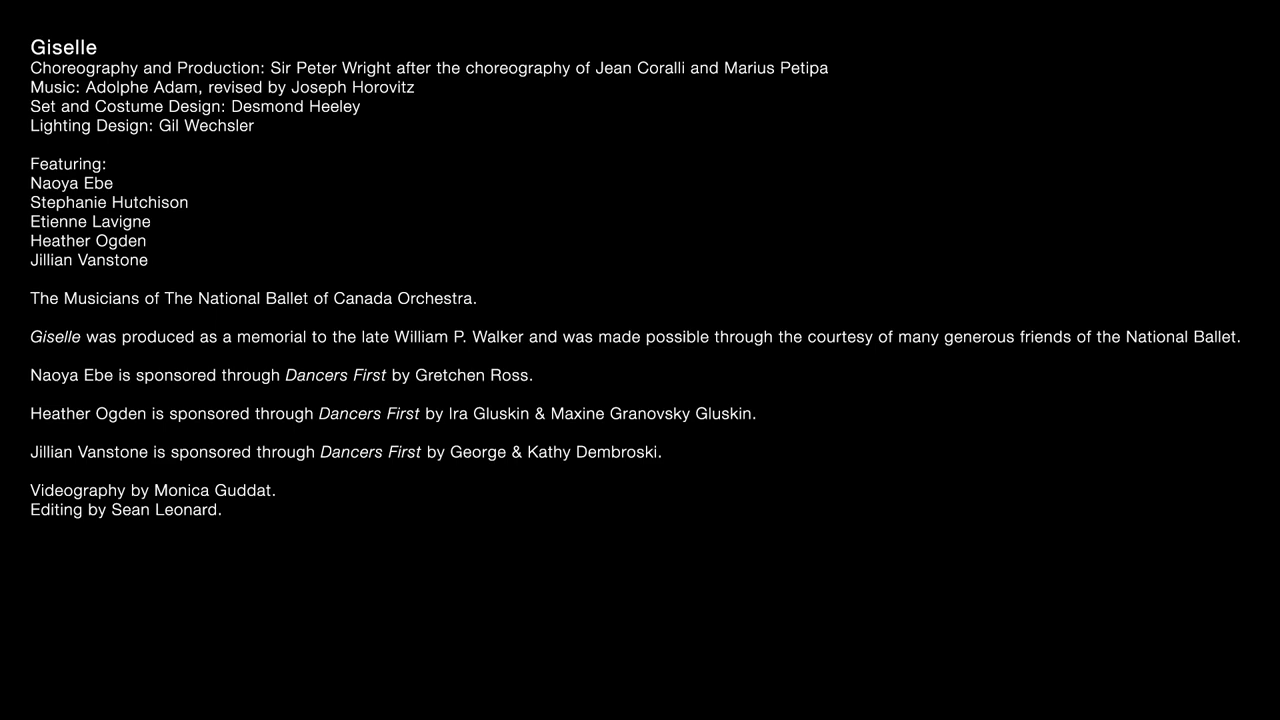 Giselle
Choreography and Production: Sir Peter Wright after the choreography of Jean Coralli and Marius Petipa
Music: Adolphe Adam, revised by Joseph Horovitz
Set and Costume Design: Desmond Heeley
Lighting Design: Gil Wechsler
Featuring:
Naoya Ebe
Stephanie Hutchison
Etienne Lavigne
Heather Ogden
Jillian Vanstone
The Musicians of The National Ballet of Canada Orchestra.
Giselle was produced as a memorial to the late William P. Walker and was made possible through the courtesy of many generous friends of the National Ballet.
Naoya Ebe is sponsored through Dancers First by Gretchen Ross.
Heather Ogden is sponsored through Dancers First by Ira Gluskin & Maxine Granovsky Gluskin.
Jillian Vanstone is sponsored through Dancers First by George & Kathy Dembroski.
Videography by Monica Guddat.
Editing by Sean Leonard.